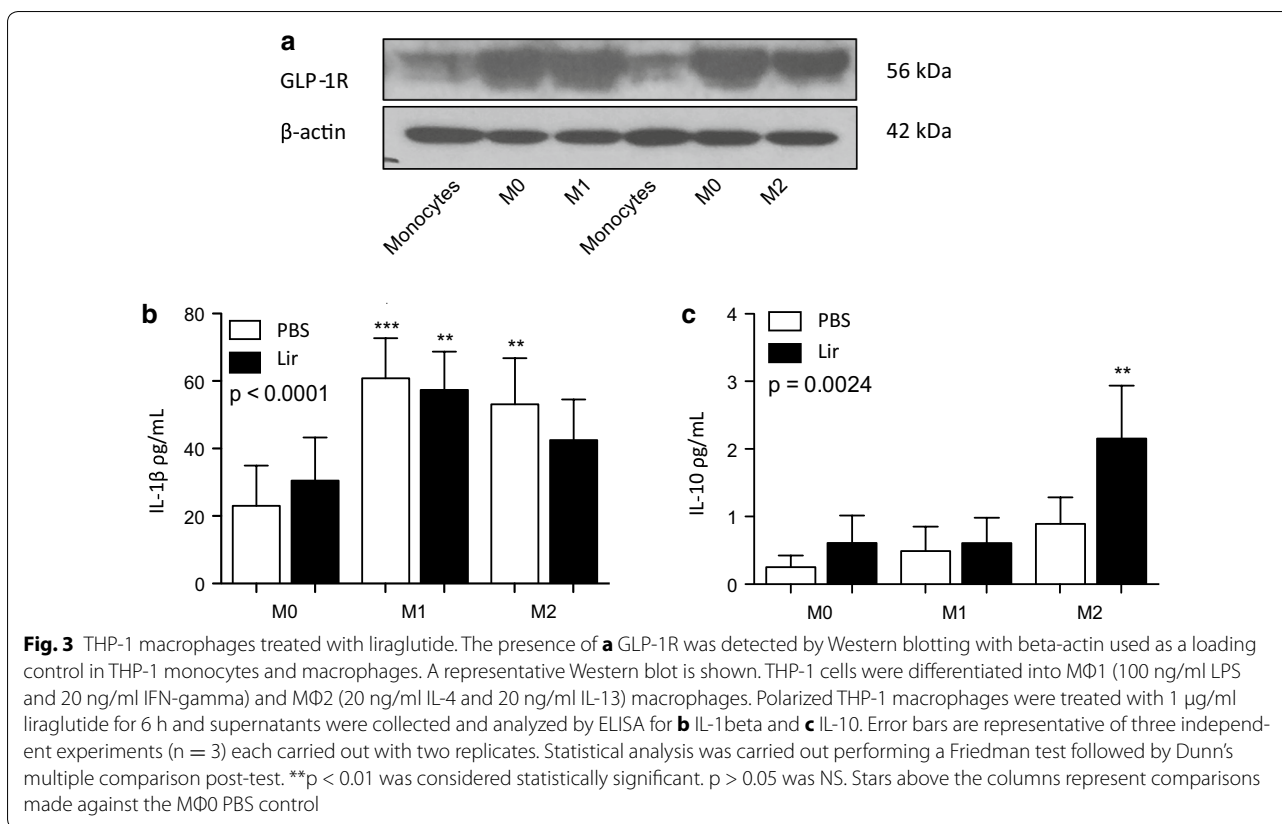 a
GLP-1R
56 kDa
β-actin
42 kDa
Monocytes M0 M1 Monocytes M0 M2
b
80
60
40
20
0
IL-1β ρg/mL
PBS
Lir
p < 0.0001
*** ** **
M0 M1 M2
c
4
3
2
1
0
IL-10 ρg/mL
PBS
Lir
p = 0.0024
**
M0 M1 M2
Fig. 3 THP-1 macrophages treated with liraglutide. The presence of a GLP-1R was detected by Western blotting with beta-actin used as a loading
control in THP-1 monocytes and macrophages. A representative Western blot is shown. THP-1 cells were differentiated into MΦ1 (100 ng/ml LPS
and 20 ng/ml IFN-gamma) and MΦ2 (20 ng/ml IL-4 and 20 ng/ml IL-13) macrophages. Polarized THP-1 macrophages were treated with 1 μg/ml
liraglutide for 6 h and supernatants were collected and analyzed by ELISA for b IL-1beta and c IL-10. Error bars are representative of three independ-
ent experiments (n = 3) each carried out with two replicates. Statistical analysis was carried out performing a Friedman test followed by Dunn's
multiple comparison post-test. **p < 0.01 was considered statistically significant. p > 0.05 was NS. Stars above the columns represent comparisons
made against the MΦ0 PBS control